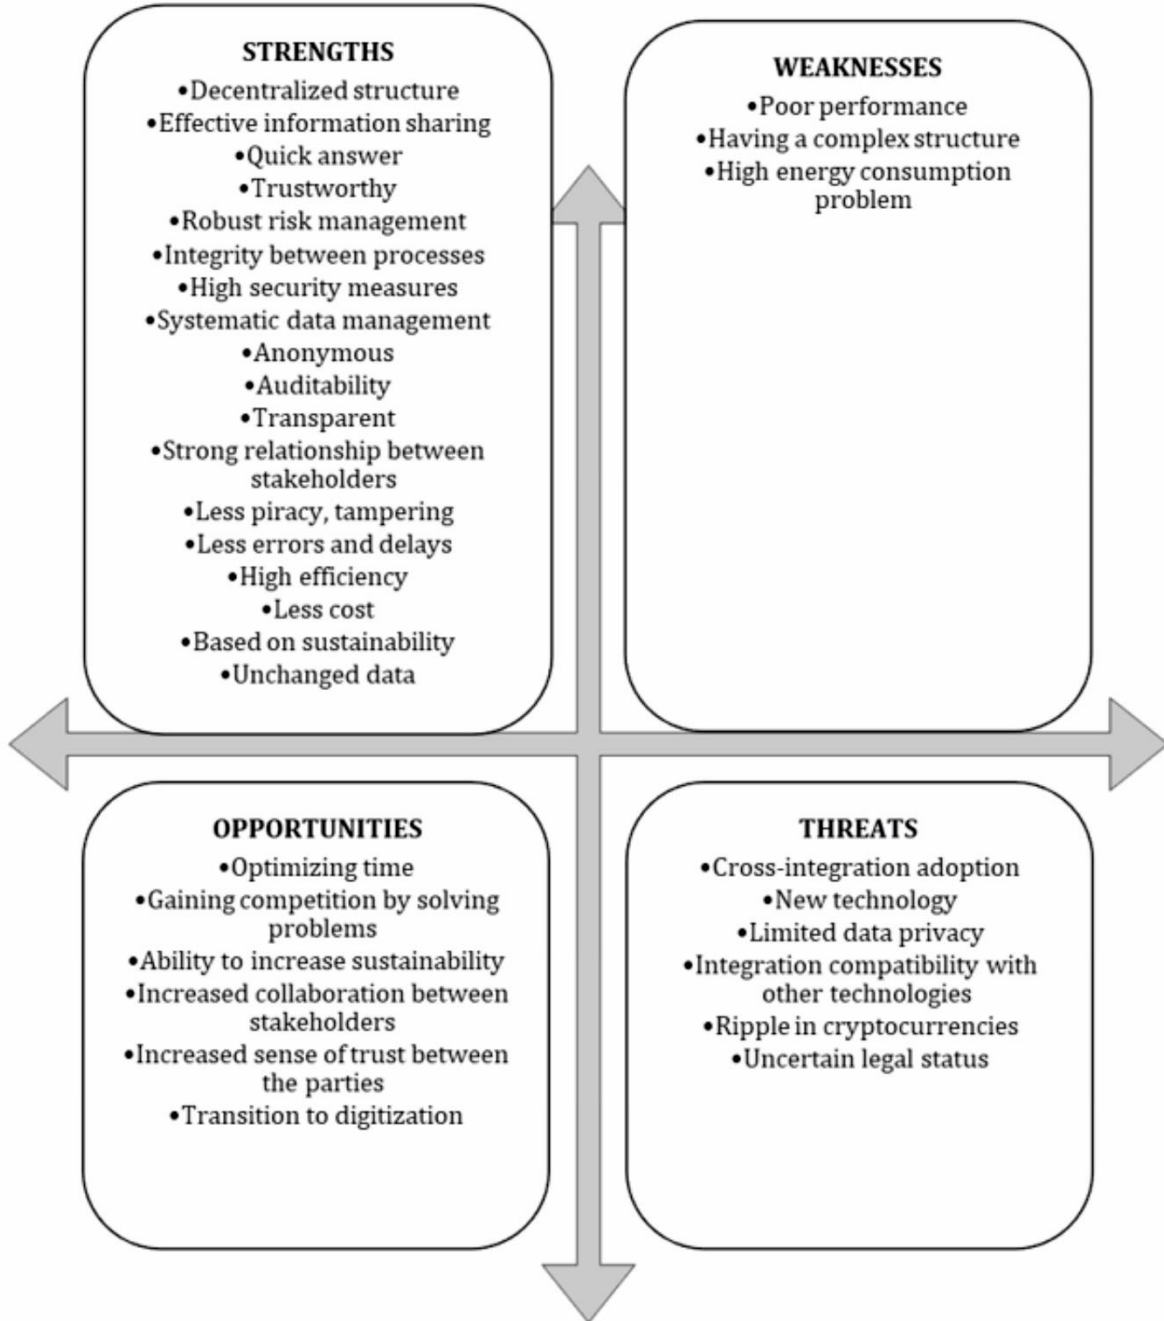 STRENGTHS
•Decentralized structure
•Effective information sharing
•Quick answer
•Trustworthy
•Robust risk management
•Integrity between processes
•High security measures
•Systematic data management
•Anonymous
•Auditability
•Transparent
•Strong relationship between
stakeholders
•Less piracy, tampering
•Less errors and delays
•High efficiency
•Less cost
•Based on sustainability
•Unchanged data
WEAKNESSES
•Poor performance
•Having a complex structure
•High energy consumption
problem
OPPORTUNITIES
•Optimizing time
•Gaining competition by solving
problems
•Ability to increase sustainability
•Increased collaboration between
stakeholders
•Increased sense of trust between
the parties
•Transition to digitization
THREATS
•Cross-integration adoption
•New technology
•Limited data privacy
•Integration compatibility with
other technologies
•Ripple in cryptocurrencies
•Uncertain legal status